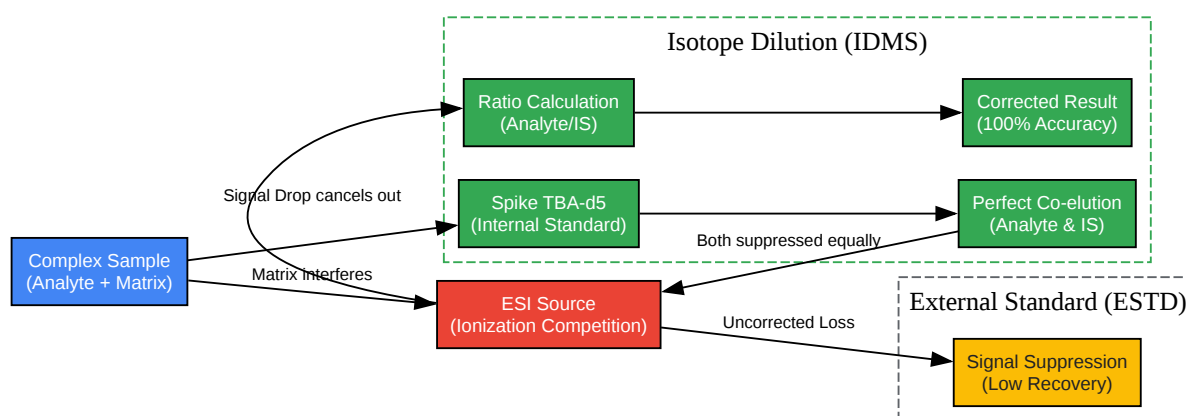 Isotope Dilution (IDMS)
Ratio Calculation
(Analyte/IS)
Corrected Result
(100% Accuracy)
Signal Drop cancels out
Spike TBA-d5
(Internal Standard)
Perfect Co-elution
(Analyte & IS)
Both suppressed equally
Complex Sample
(Analyte + Matrix)
Matrix interferes
ESI Source
(Ionization Competition)
External Standard (ESTD)
Uncorrected Loss
Signal Suppression
(Low Recovery)